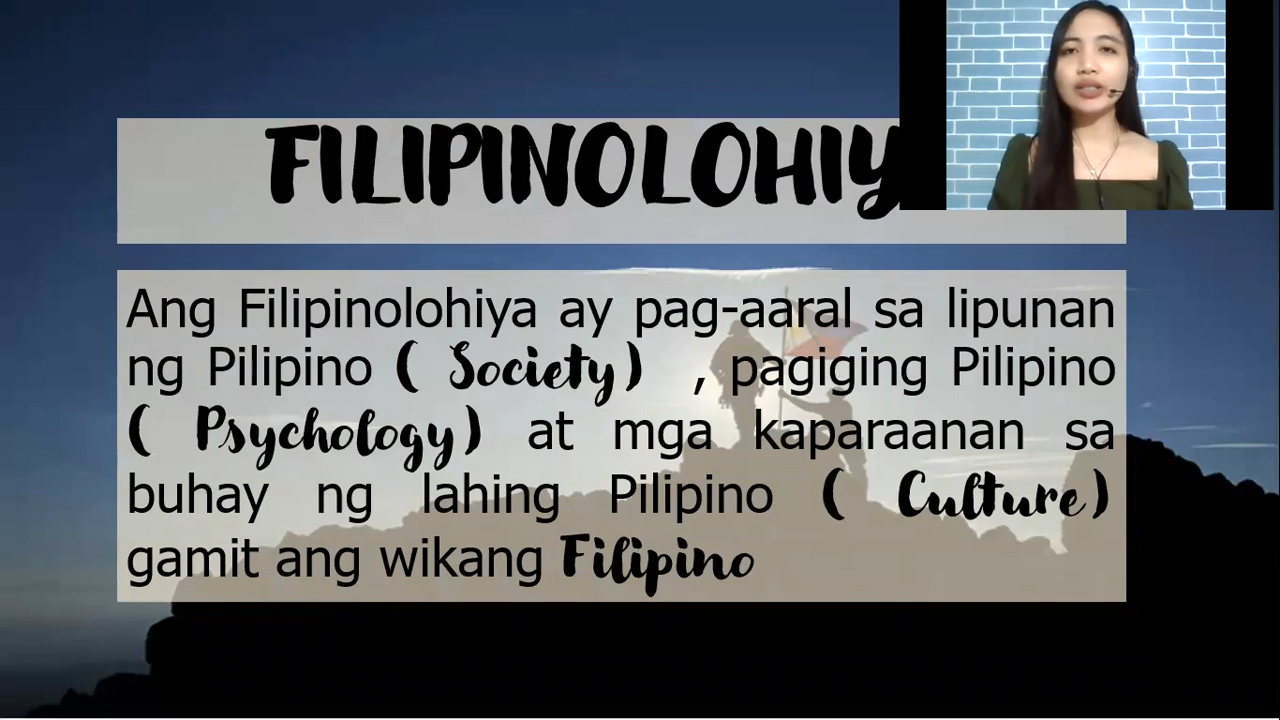 FILIPINOLOHIY
Ang Filipinolohiya ay pag-aaral sa lipunan
ng Pilipino ( Society) , pagiging Pilipino
( Psychology) at mga kaparaanan sa
buhay ng lahing Pilipino ( Culture)
gamit ang wikang Filipino